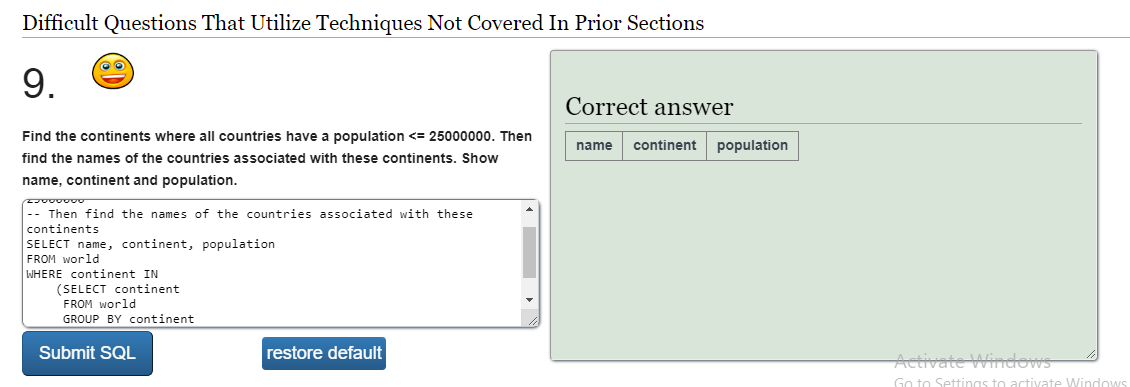 Difficult Questions That Utilize Techniques Not Covered In Prior Sections
9.
Find the continents where all countries have a population <= 25000000. Then
find the names of the countries associated with these continents. Show
name, continent and population.
-- Then find the names of the countries associated with these
continents
SELECT name, continent, population
FROM world
WHERE continent IN
(SELECT continent
FROM world
GROUP BY continent
Submit SQL
restore default
Correct answer
name continent population
Activate Windows
Go to Settings to activate Windows